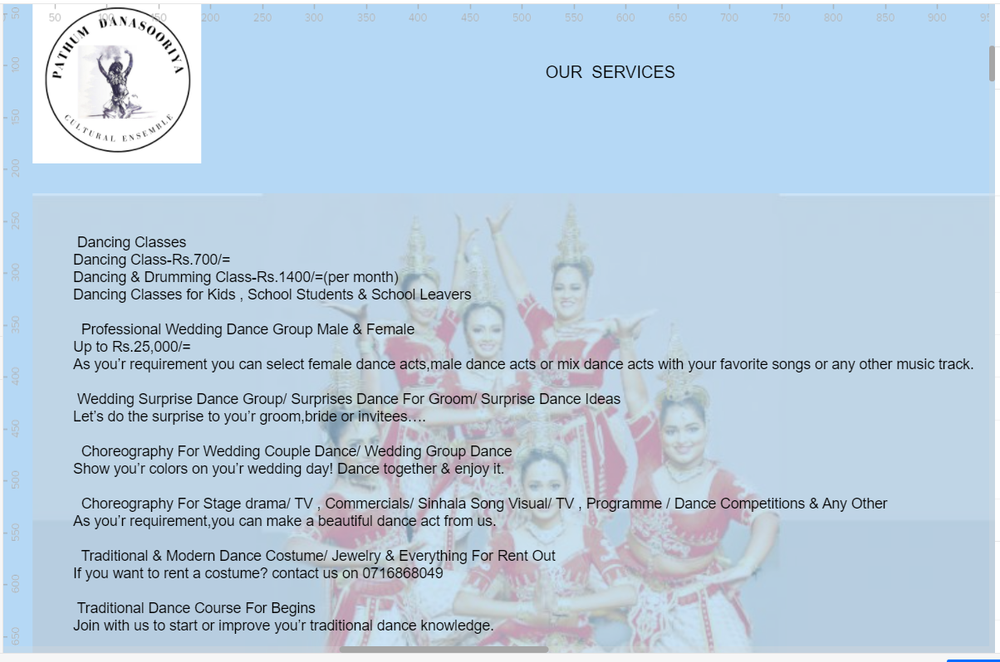 50 100 150 200 250 300 350 400 450 500 550 600 650 700 750 800 850 900
50
100
150
200
250
300
350
400
450
500
550
600
650
PATHUM DANASOORIYA
CULTURAL ENSEMBLE
OUR SERVICES
Dancing Classes
Dancing Class-Rs.700/=
Dancing & Drumming Class-Rs.1400/=(per month)
Dancing Classes for Kids , School Students & School Leavers
Professional Wedding Dance Group Male & Female
Up to Rs.25,000/=
As you’r requirement you can select female dance acts,male dance acts or mix dance acts with your favorite songs or any other music track.
Wedding Surprise Dance Group/ Surprises Dance For Groom/ Surprise Dance Ideas
Let’s do the surprise to you’r groom,bride or invitees….
Choreography For Wedding Couple Dance/ Wedding Group Dance
Show you’r colors on you’r wedding day! Dance together & enjoy it.
Choreography For Stage drama/ TV , Commercials/ Sinhala Song Visual/ TV , Programme / Dance Competitions & Any Other
As you’r requirement,you can make a beautiful dance act from us.
Traditional & Modern Dance Costume/ Jewelry & Everything For Rent Out
If you want to rent a costume? contact us on 0716868049
Traditional Dance Course For Begins
Join with us to start or improve you’r traditional dance knowledge.